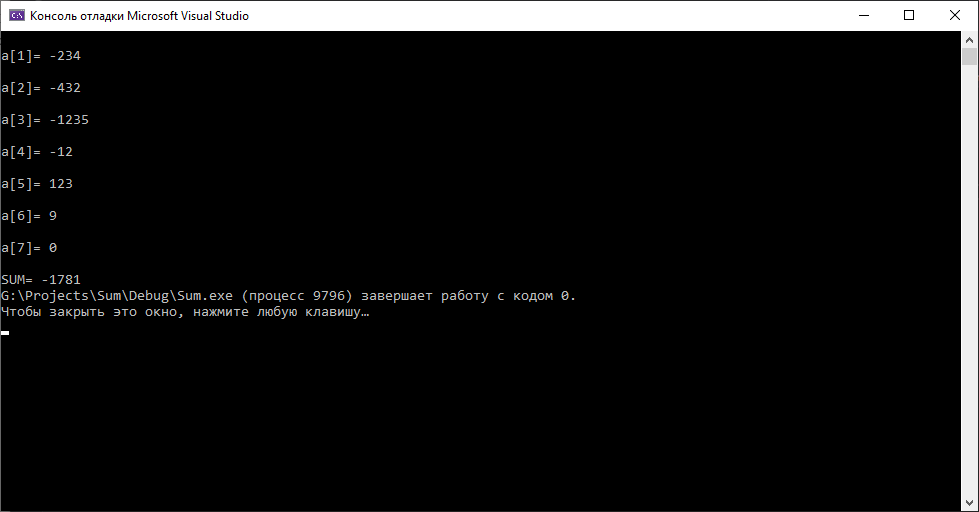 Консоль отладки Microsoft Visual Studio
a[1]= -234
a[2]= -432
a[3]= -1235
a[4]= -12
a[5]= 123
a[6]= 9
a[7]= 0
SUM= -1781
G:\Projects\Sum\Debug\Sum.exe (процесс 9796) завершает работу с кодом 0.
Чтобы закрыть это окно, нажмите любую клавишу…